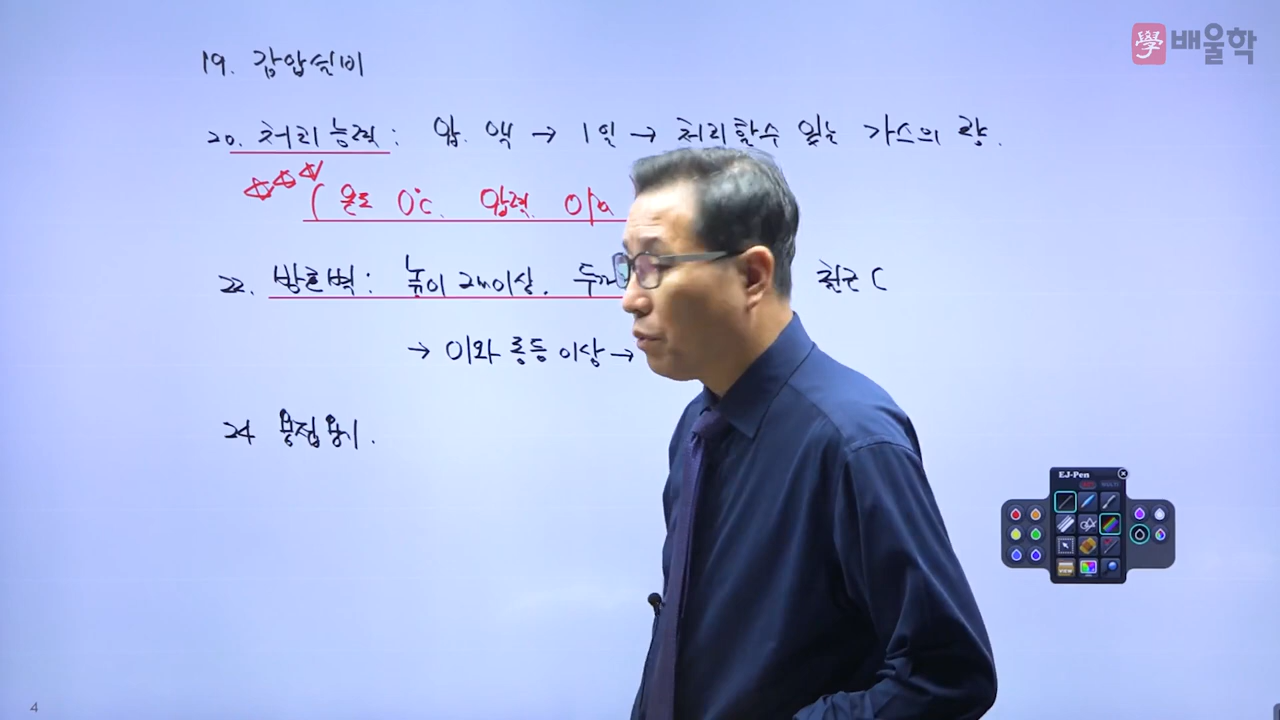 學 배울학
19. 감압설비
20. 처리능력: 압. 액 → 1일 → 처리할수 있는 가스의 량.
(온도 0℃. 압력. 0Pa
22. 방호벽: 높이 2m이상. 두께 철근 (
→ 이와 동등 이상 →
24 용접용기.
EJ-Pen
4